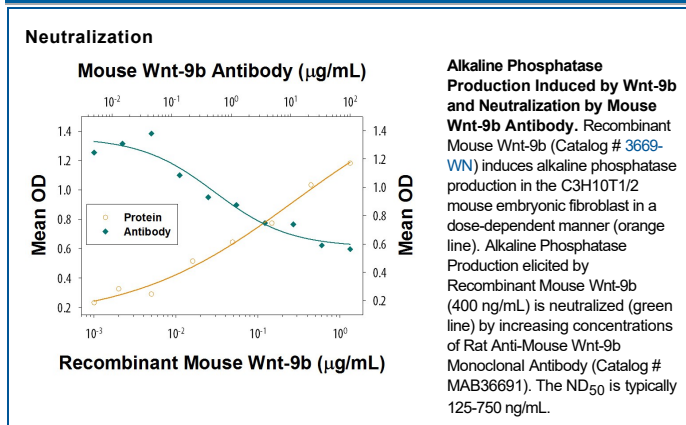 Neutralization
Mouse Wnt-9b Antibody (μg/mL)
10-2 10-1 100 101 102
1.4 1.2 1.0 0.8 0.6 0.4 0.2
Mean OD
Protein
Antibody
1.4 1.2 1.0 0.8 0.6 0.4 0.2
Mean OD
10-3 10-2 10-1 100
Recombinant Mouse Wnt-9b (μg/mL)
Alkaline Phosphatase
Production Induced by Wnt-9b
and Neutralization by Mouse
Wnt-9b Antibody. Recombinant
Mouse Wnt-9b (Catalog # 3669-
WN) induces alkaline phosphatase
production in the C3H10T1/2
mouse embryonic fibroblast in a
dose-dependent manner (orange
line). Alkaline Phosphatase
Production elicited by
Recombinant Mouse Wnt-9b
(400 ng/mL) is neutralized (green
line) by increasing concentrations
of Rat Anti-Mouse Wnt-9b
Monoclonal Antibody (Catalog #
MAB36691). The ND50 is typically
125-750 ng/mL.